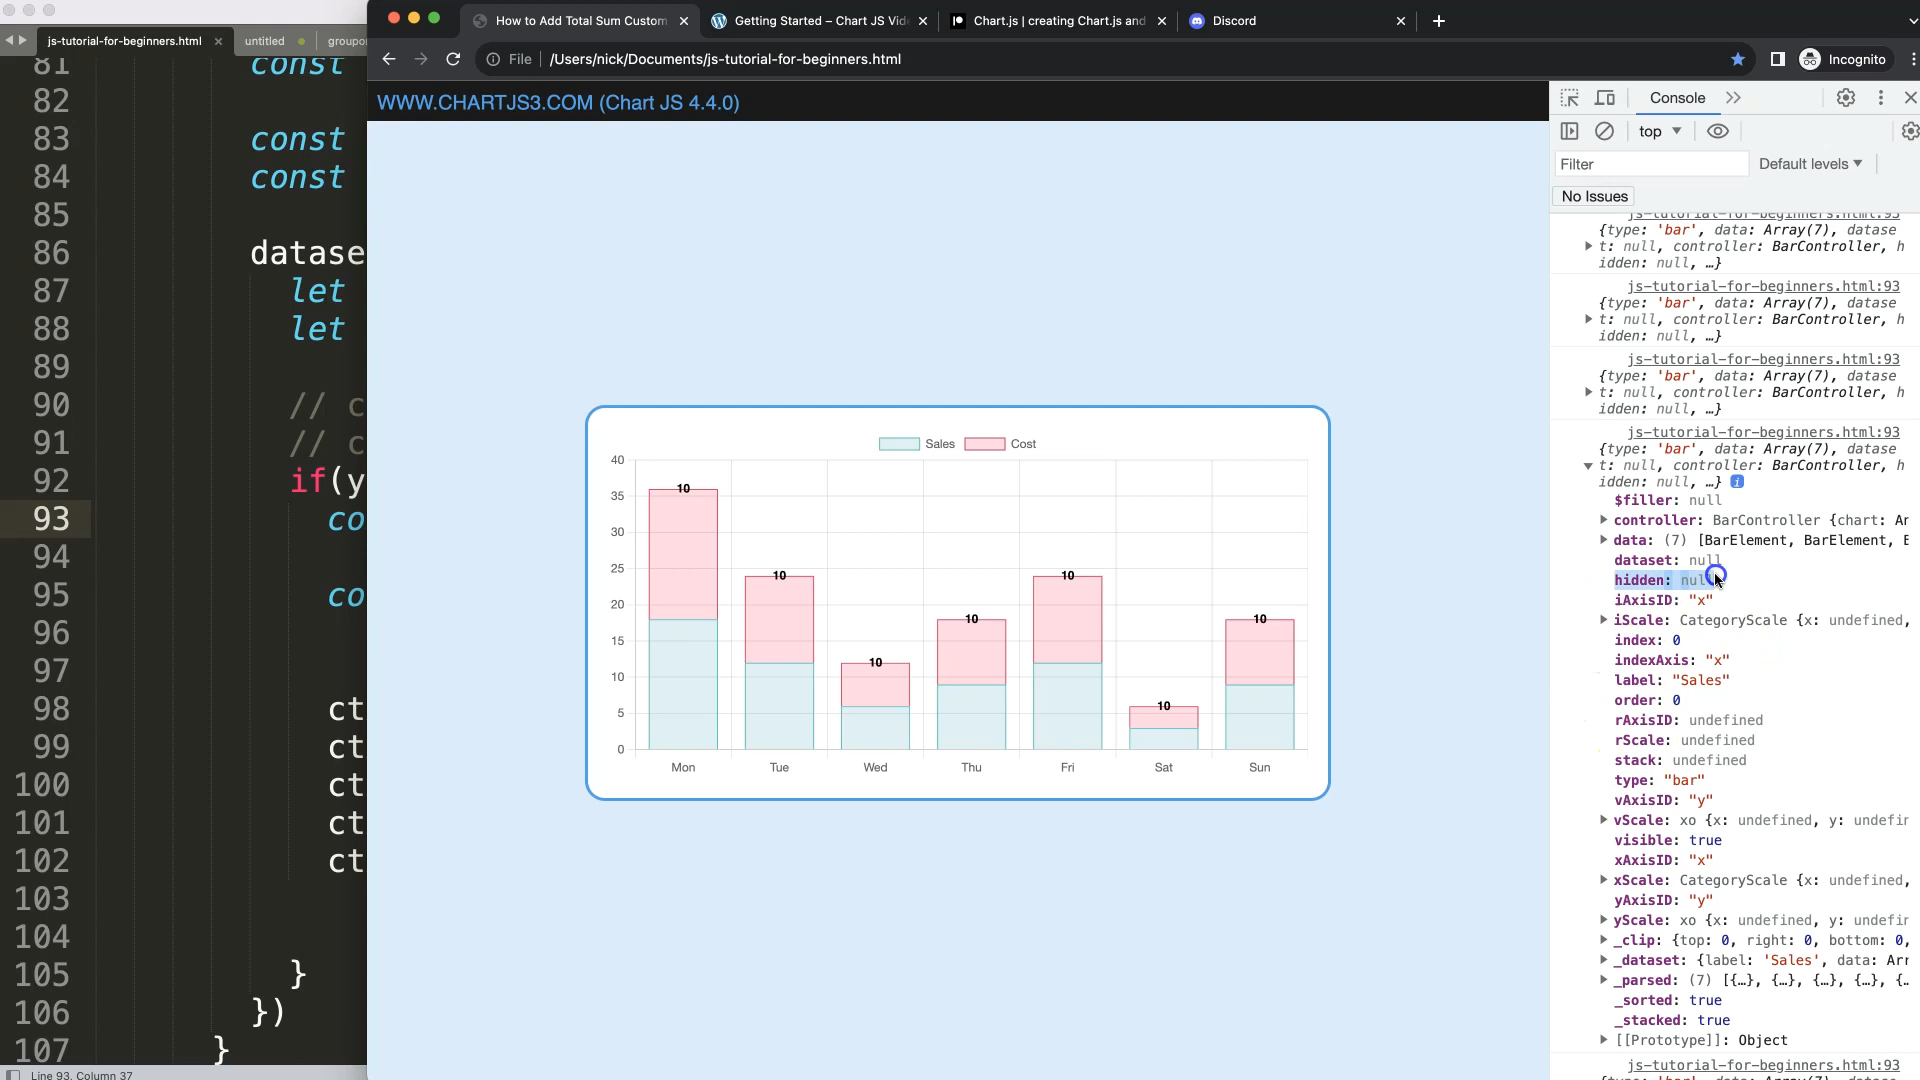 js-tutorial-for-beginners.html
untitled
81 const
82
83 const
84 const
85
86 datase
87 let
88 let
89
90 // c
91 // c
92 if(y
93 co
94
95 co
96
97
98 ct
99 ct
100 ct
101 ct
102 ct
103
104
105 }
106 })
107 }
Line 93, Column 37
How to Add Total Sum Custom
Getting Started – Chart JS Vid
Chart.js | creating Chart.js and
Discord
File /Users/nick/Documents/js-tutorial-for-beginners.html
Incognito
WWW.CHARTJS3.COM (Chart JS 4.4.0)
Sales Cost
40
35
30
25
20
15
10
5
0
10
10
10
10
10
10
10
Mon Tue Wed Thu Fri Sat Sun
Console
top
Filter
Default levels
No Issues
js-tutorial-for-beginners.html:93
{type: 'bar', data: Array(7), datase
t: null, controller: BarController, h
idden: null, …}
js-tutorial-for-beginners.html:93
{type: 'bar', data: Array(7), datase
t: null, controller: BarController, h
idden: null, …}
js-tutorial-for-beginners.html:93
{type: 'bar', data: Array(7), datase
t: null, controller: BarController, h
idden: null, …}
js-tutorial-for-beginners.html:93
{type: 'bar', data: Array(7), datase
t: null, controller: BarController, h
idden: null, …} i
$filler: null
controller: BarController {chart: An
data: (7) [BarElement, BarElement, B
dataset: null
hidden: null
iAxisID: "x"
iScale: CategoryScale {x: undefined,
index: 0
indexAxis: "x"
label: "Sales"
order: 0
rAxisID: undefined
rScale: undefined
stack: undefined
type: "bar"
vAxisID: "y"
vScale: xo {x: undefined, y: undefin
visible: true
xAxisID: "x"
xScale: CategoryScale {x: undefined,
yAxisID: "y"
yScale: xo {x: undefined, y: undefin
_clip: {top: 0, right: 0, bottom: 0,
_dataset: {label: 'Sales', data: Arr
_parsed: (7) [{…}, {…}, {…}, {…}, {…
_sorted: true
_stacked: true
[[Prototype]]: Object
js-tutorial-for-beginners.html:93